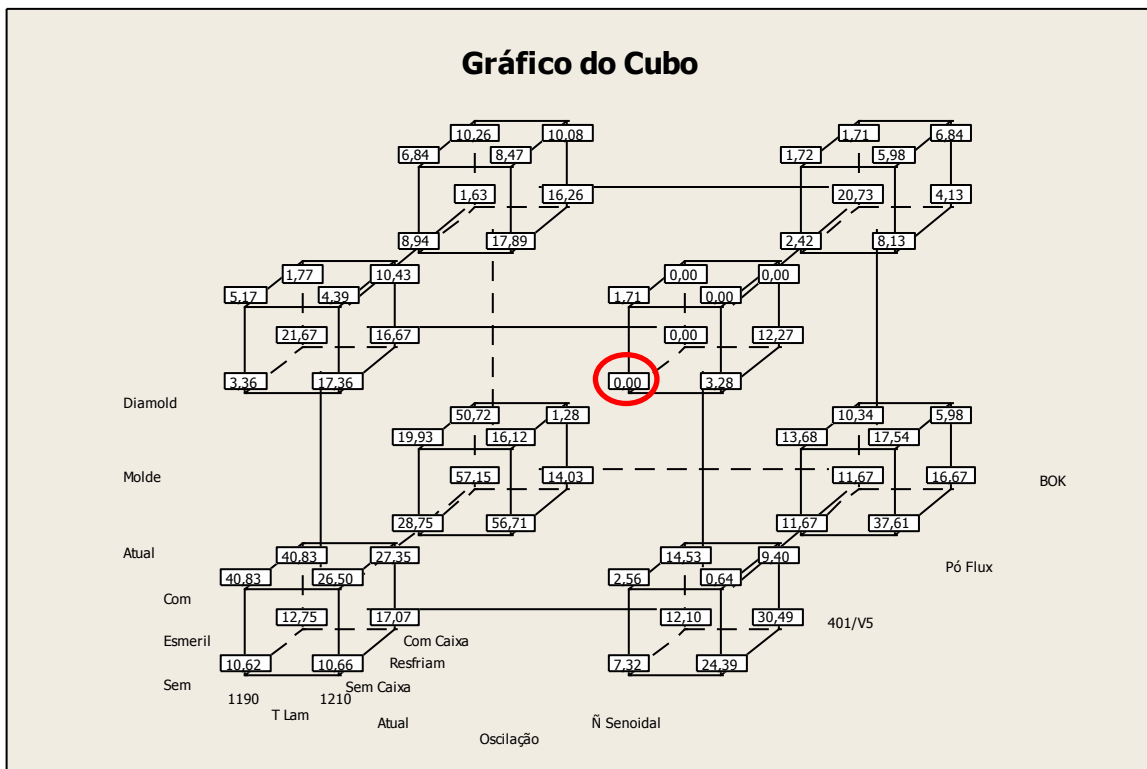 Gráfico do Cubo
10,26 10,08 1,71 6,84
6,84 8,47 1,72 5,98
1,63 16,26 20,73 4,13
8,94 17,89 2,42 8,13
1,77 10,43 0,00 0,00
5,17 4,39 1,71 0,00
21,67 16,67 0,00 12,27
3,36 17,36 0,00 3,28
Diamold
50,72 1,28 10,34 5,98
19,93 16,12 13,68 17,54
Molde 57,15 14,03 11,67 16,67 BOK
28,75 56,71 11,67 37,61
Atual 40,83 27,35 14,53 9,40
Pó Flux
40,83 26,50 2,56 0,64
Com
12,75 17,07 12,10 30,49 401/V5
Esmeril Com Caixa
10,62 10,66 Resfriam 7,32 24,39
Sem Sem Caixa
1190 1210
T Lam Atual Ñ Senoidal
Oscilação